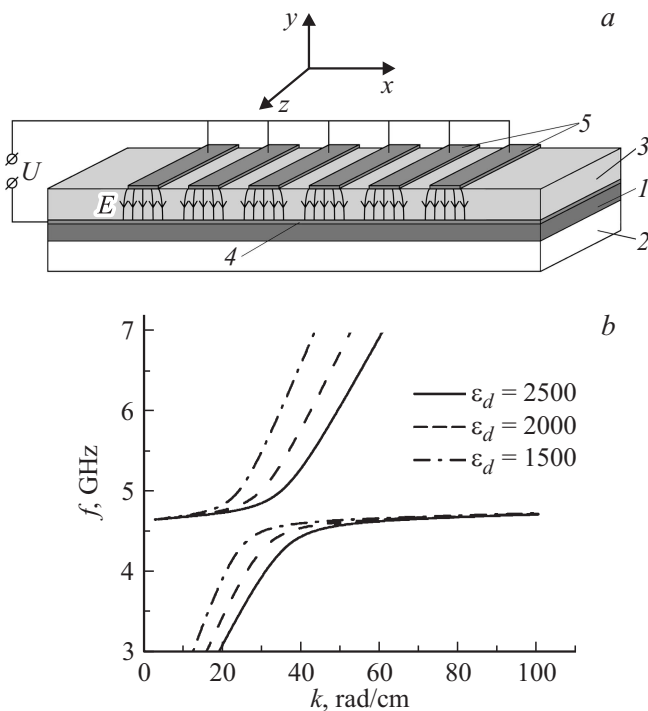 y
a
x
z
5
3
U
1
E
4
2
b
7
ε_d = 2500
ε_d = 2000
6
ε_d = 1500
f, GHz
5
4
3
0 20 40 60 80 100
k, rad/cm